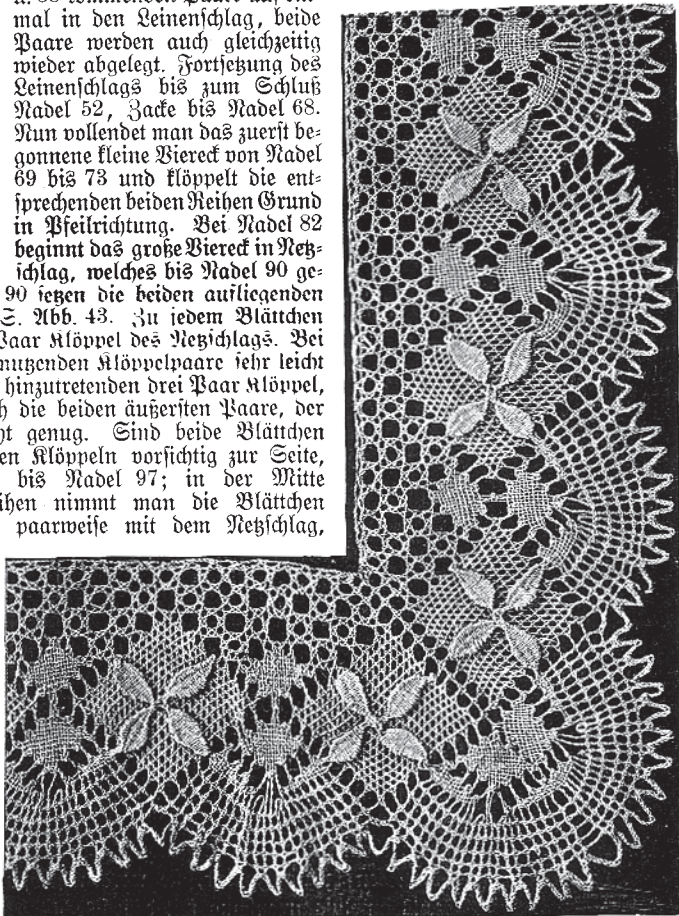 mal in den Leinenſchlag, beide
Paare werden auch gleichzeitig
wieder abgelegt. Fortſetzung des
Leinenſchlags bis zum Schluß
Nadel 52, Zacke bis Nadel 68.
Nun vollendet man das zuerſt be⸗
gonnene kleine Viereck von Nadel
69 bis 73 und klöppelt die ent⸗
ſprechenden beiden Reihen Grund
in Pfeilrichtung. Bei Nadel 82
beginnt das große Viereck in Netz⸗
ſchlag, welches bis Nadel 90 ge⸗
90 ſetzen die beiden aufliegenden
S. Abb. 43. Zu jedem Blättchen
Paar Klöppel des Netzſchlags. Bei
nutzenden Klöppelpaare ſehr leicht
hinzutretenden drei Paar Klöppel,
die beiden äußerſten Paare, der
genug. Sind beide Blättchen
Klöppeln vorſichtig zur Seite,
bis Nadel 97; in der Mitte
nimmt man die Blättchen
paarweiſe mit dem Netzſchlag,